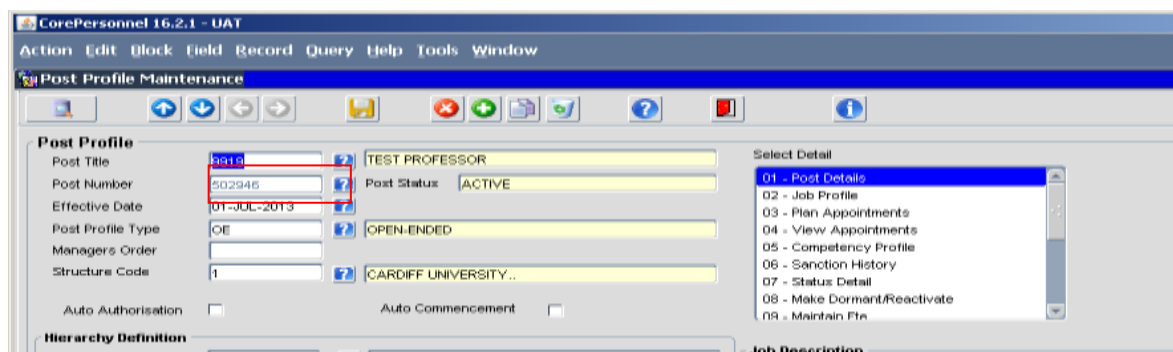 CorePersonnel 16.2.1 - UAT
Action Edit Block Field Record Query Help Tools Window
Post Profile Maintenance
Post Profile
Post Title 9919 TEST PROFESSOR
Post Number 502946 Post Status ACTIVE
Effective Date 01-JUL-2013
Post Profile Type OE OPEN-ENDED
Managers Order
Structure Code 1 CARDIFF UNIVERSITY..
Auto Authorisation Auto Commencement
Hierarchy Definition
Select Detail
01 - Post Details
02 - Job Profile
03 - Plan Appointments
04 - View Appointments
05 - Competency Profile
06 - Sanction History
07 - Status Detail
08 - Make Dormant/Reactivate
09 - Maintain Fte
Job Description